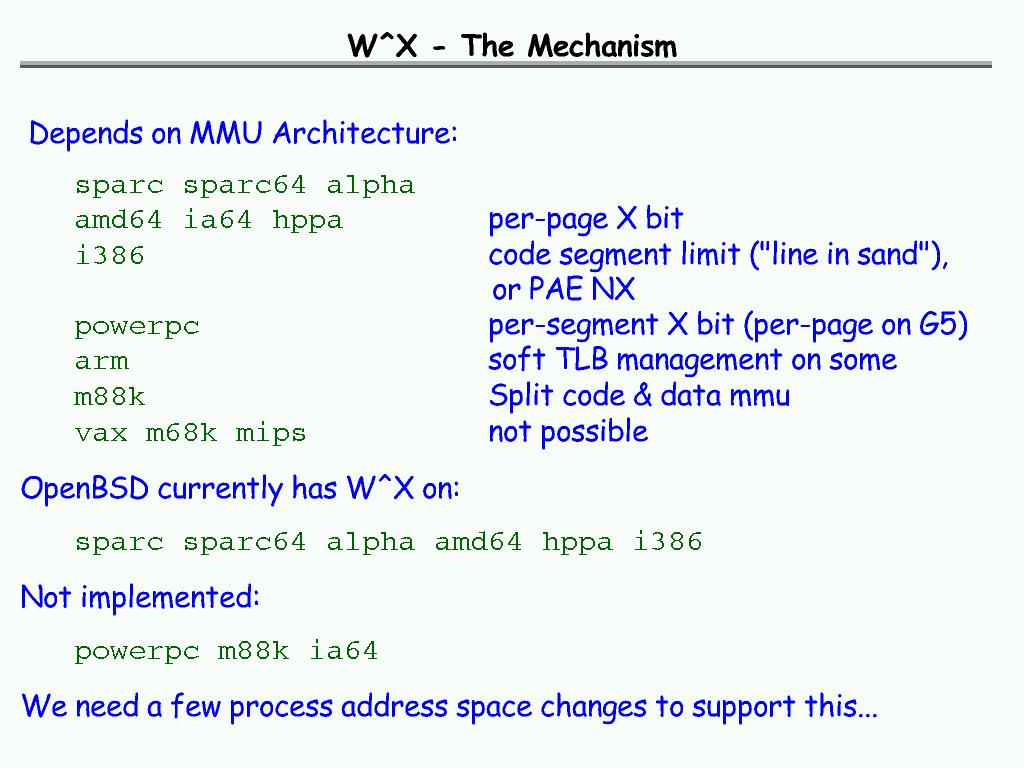 W^X - The Mechanism
Depends on MMU Architecture:
sparc sparc64 alpha
amd64 ia64 hppa per-page X bit
i386 code segment limit ("line in sand"),
or PAE NX
powerpc per-segment X bit (per-page on G5)
arm soft TLB management on some
m88k Split code & data mmu
vax m68k mips not possible
OpenBSD currently has W^X on:
sparc sparc64 alpha amd64 hppa i386
Not implemented:
powerpc m88k ia64
We need a few process address space changes to support this...